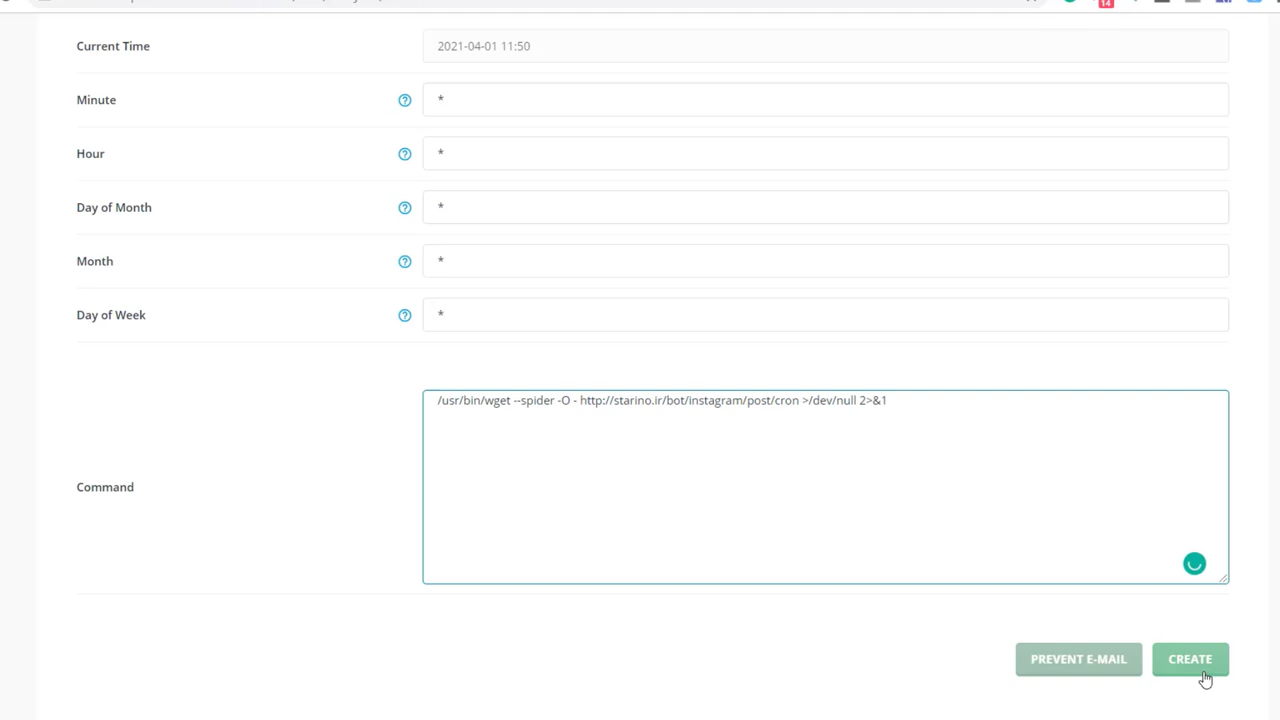 14
Current Time
2021-04-01 11:50
Minute
*
Hour
*
Day of Month
*
Month
*
Day of Week
*
/usr/bin/wget --spider -O - http://starino.ir/bot/instagram/post/cron >/dev/null 2>&1
Command
PREVENT E-MAIL
CREATE